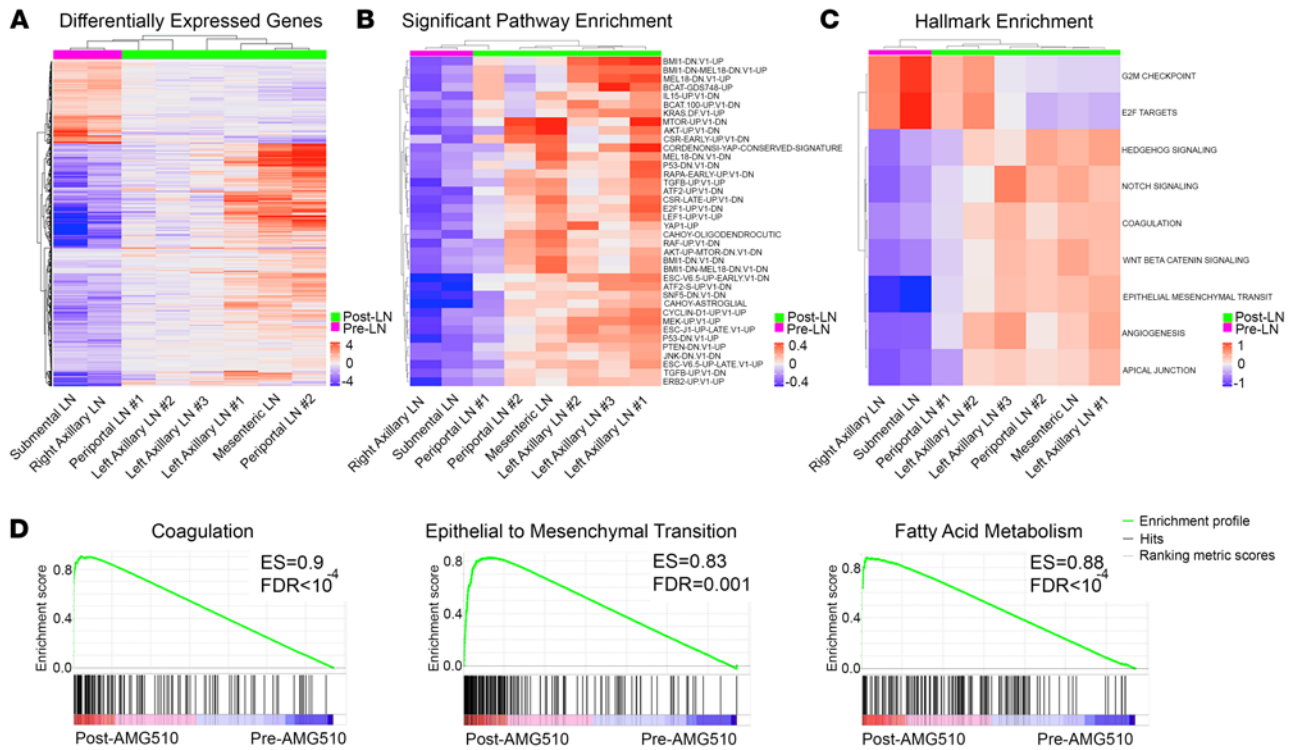 A
Differentially Expressed Genes
Post-LN
Pre-LN
4
0
-4
Submental LN
Right Axillary LN
Periportal LN #1
Left Axillary LN #2
Left Axillary LN #3
Left Axillary LN #1
Mesenteric LN
Periportal LN #2
B
Significant Pathway Enrichment
BMI1-DN.V1-UP
BMI1-DN-MEL18-DN.V1-UP
MEL18-DN.V1-UP
BCAT-GDS748-UP
IL15-UP.V1-DN
BCAT.100-UP.V1-DN
KRAS.DF.V1-UP
MTOR-UP.V1-DN
AKT-UP.V1-DN
CSR-EARLY-UP.V1-DN
CORDENONSI-YAP-CONSERVED-SIGNATURE
MEL18-DN.V1-DN
P53-DN.V1-DN
RAPA-EARLY-UP.V1-DN
TGFB-UP.V1-UP
ATF2-UP.V1-DN
CSR-LATE-UP.V1-DN
E2F1-UP.V1-DN
LEF1-UP.V1-UP
YAP1-UP
CAHOY-OLIGODENDROCUTIC
RAF-UP.V1-DN
AKT-UP-MTOR-DN.V1-DN
BMI1-DN.V1-DN
BMI1-DN-MEL18-DN.V1-DN
ESC-V6.5-UP-EARLY.V1-DN
ATF2-S-UP.V1-DN
SNF5-DN.V1-DN
CAHOY-ASTROGLIAL
CYCLIN-D1-UP.V1-UP
MEK-UP.V1-UP
ESC-J1-UP-LATE.V1-UP
P53-DN.V1-UP
PTEN-DN.V1-UP
JNK-DN.V1-DN
ESC-V6.5-UP-LATE.V1-UP
TGFB-UP.V1-DN
ERB2-UP.V1-UP
Post-LN
Pre-LN
0.4
0
-0.4
Right Axillary LN
Submental LN
Periportal LN #1
Periportal LN #2
Mesenteric LN
Left Axillary LN #2
Left Axillary LN #3
Left Axillary LN #1
C
Hallmark Enrichment
G2M CHECKPOINT
E2F TARGETS
HEDGEHOG SIGNALING
NOTCH SIGNALING
COAGULATION
WNT BETA CATENIN SIGNALING
EPITHELIAL MESENCHYMAL TRANSIT
ANGIOGENESIS
APICAL JUNCTION
Post-LN
Pre-LN
1
0
-1
Right Axillary LN
Submental LN
Periportal LN #1
Left Axillary LN #2
Left Axillary LN #3
Periportal LN #2
Mesenteric LN
Left Axillary LN #1
D
Coagulation
ES=0.9
FDR<10-4
Enrichment score
0.8
0.4
0.0
Post-AMG510 Pre-AMG510
Epithelial to Mesenchymal Transition
ES=0.83
FDR=0.001
Enrichment score
0.8
0.4
0.0
Post-AMG510 Pre-AMG510
Fatty Acid Metabolism
ES=0.88
FDR<10-4
Enrichment score
0.8
0.4
0.0
Post-AMG510 Pre-AMG510
Enrichment profile
Hits
Ranking metric scores